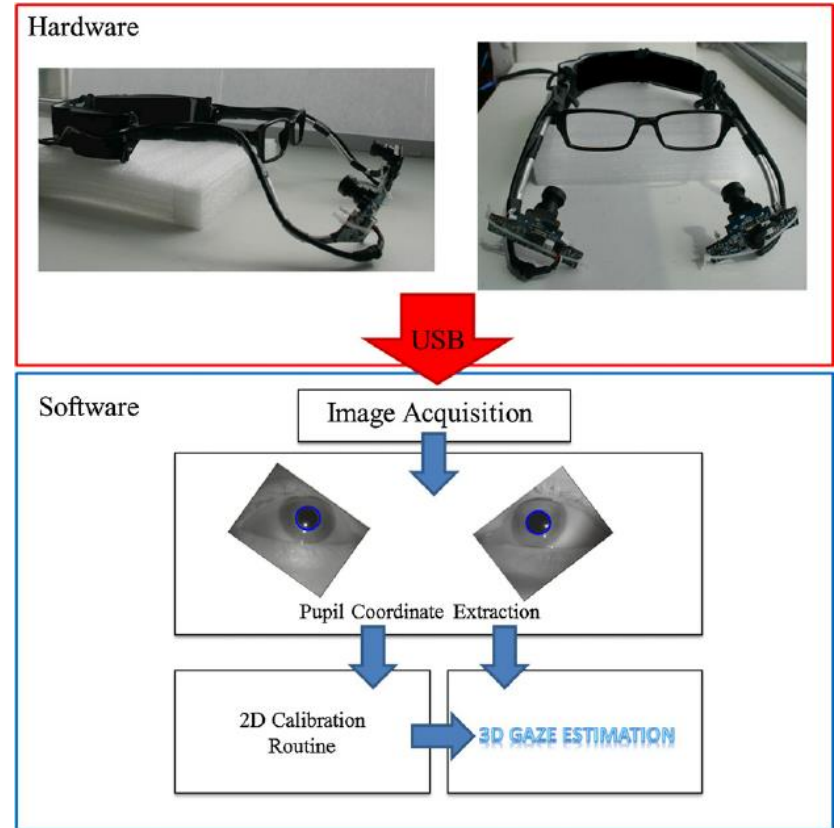 Hardware
USB
Software
Image Acquisition
Pupil Coordinate Extraction
2D Calibration
Routine
3D GAZE ESTIMATION